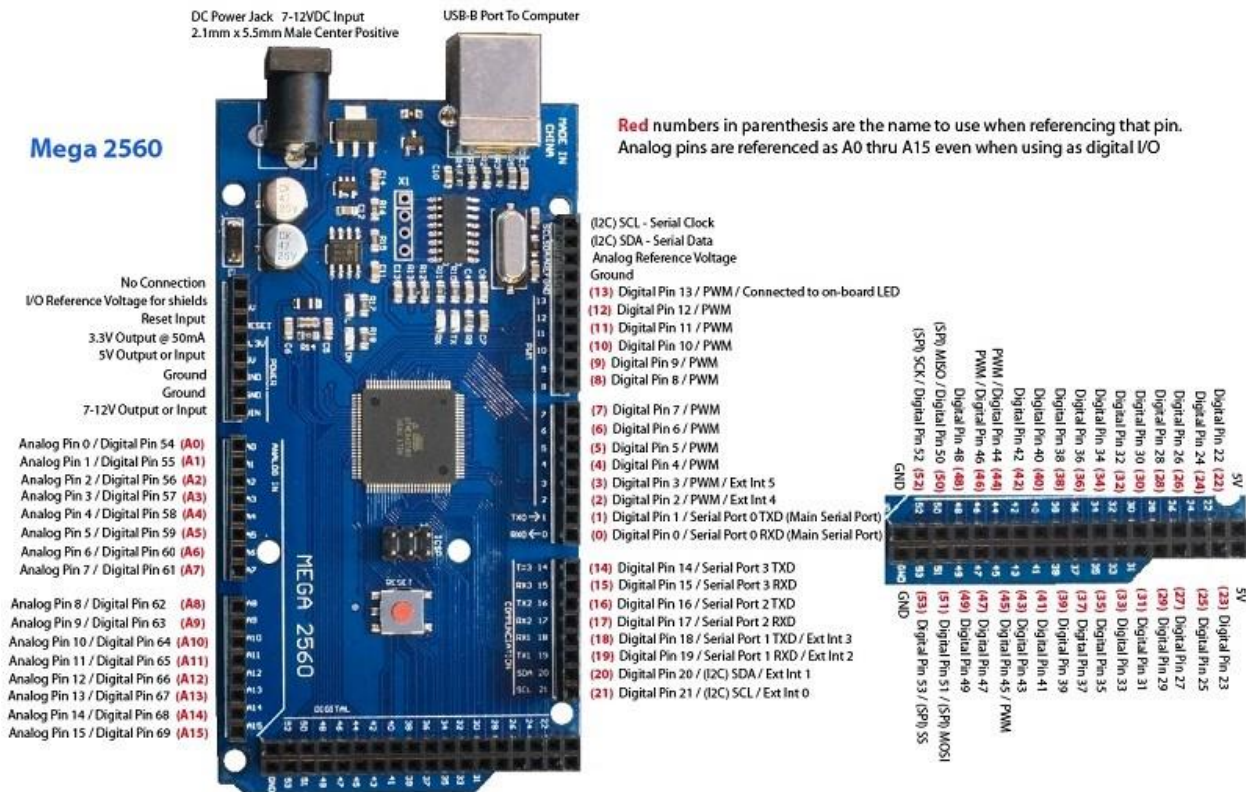 DC Power Jack 7-12VDC Input
2.1mm x 5.5mm Male Center Positive
USB-B Port To Computer
Mega 2560
Red numbers in parenthesis are the name to use when referencing that pin.
Analog pins are referenced as A0 thru A15 even when using as digital I/O
MADE IN
CHINA
X1
(I2C) SCL - Serial Clock
(I2C) SDA - Serial Data
Analog Reference Voltage
Ground
(13) Digital Pin 13 / PWM / Connected to on-board LED
(12) Digital Pin 12 / PWM
(11) Digital Pin 11 / PWM
(10) Digital Pin 10 / PWM
(9) Digital Pin 9 / PWM
(8) Digital Pin 8 / PWM
(7) Digital Pin 7 / PWM
(6) Digital Pin 6 / PWM
(5) Digital Pin 5 / PWM
(4) Digital Pin 4 / PWM
(3) Digital Pin 3 / PWM / Ext Int 5
(2) Digital Pin 2 / PWM / Ext Int 4
(1) Digital Pin 1 / Serial Port 0 TXD (Main Serial Port)
(0) Digital Pin 0 / Serial Port 0 RXD (Main Serial Port)
(14) Digital Pin 14 / Serial Port 3 TXD
(15) Digital Pin 15 / Serial Port 3 RXD
(16) Digital Pin 16 / Serial Port 2 TXD
(17) Digital Pin 17 / Serial Port 2 RXD
(18) Digital Pin 18 / Serial Port 1 TXD / Ext Int 3
(19) Digital Pin 19 / Serial Port 1 RXD / Ext Int 2
(20) Digital Pin 20 / (I2C) SDA / Ext Int 1
(21) Digital Pin 21 / (I2C) SCL / Ext Int 0
No Connection
I/O Reference Voltage for shields
Reset Input
3.3V Output @ 50mA
5V Output or Input
Ground
Ground
7-12V Output or Input
Analog Pin 0 / Digital Pin 54 (A0)
Analog Pin 1 / Digital Pin 55 (A1)
Analog Pin 2 / Digital Pin 56 (A2)
Analog Pin 3 / Digital Pin 57 (A3)
Analog Pin 4 / Digital Pin 58 (A4)
Analog Pin 5 / Digital Pin 59 (A5)
Analog Pin 6 / Digital Pin 60 (A6)
Analog Pin 7 / Digital Pin 61 (A7)
Analog Pin 8 / Digital Pin 62 (A8)
Analog Pin 9 / Digital Pin 63 (A9)
Analog Pin 10 / Digital Pin 64 (A10)
Analog Pin 11 / Digital Pin 65 (A11)
Analog Pin 12 / Digital Pin 66 (A12)
Analog Pin 13 / Digital Pin 67 (A13)
Analog Pin 14 / Digital Pin 68 (A14)
Analog Pin 15 / Digital Pin 69 (A15)
RESET
POWER
ANALOG IN
PWM
ICSP
RESET
MEGA 2560
COMMUNICATION
DIGITAL
GND
(SPI) SCK / Digital Pin 52 (52)
(SPI) MISO / Digital Pin 50 (50)
Digital Pin 48 (48)
PWM / Digital Pin 46 (46)
PWM / Digital Pin 44 (44)
Digital Pin 42 (42)
Digital Pin 40 (40)
Digital Pin 38 (38)
Digital Pin 36 (36)
Digital Pin 34 (34)
Digital Pin 32 (32)
Digital Pin 30 (30)
Digital Pin 28 (28)
Digital Pin 26 (26)
Digital Pin 24 (24)
Digital Pin 22 (22)
5V
GND
(53) Digital Pin 53 / (SPI) SS
(51) Digital Pin 51 / (SPI) MOSI
(49) Digital Pin 49
(47) Digital Pin 47
(45) Digital Pin 45 / PWM
(43) Digital Pin 43
(41) Digital Pin 41
(39) Digital Pin 39
(37) Digital Pin 37
(35) Digital Pin 35
(33) Digital Pin 33
(31) Digital Pin 31
(29) Digital Pin 29
(27) Digital Pin 27
(25) Digital Pin 25
(23) Digital Pin 23
5V